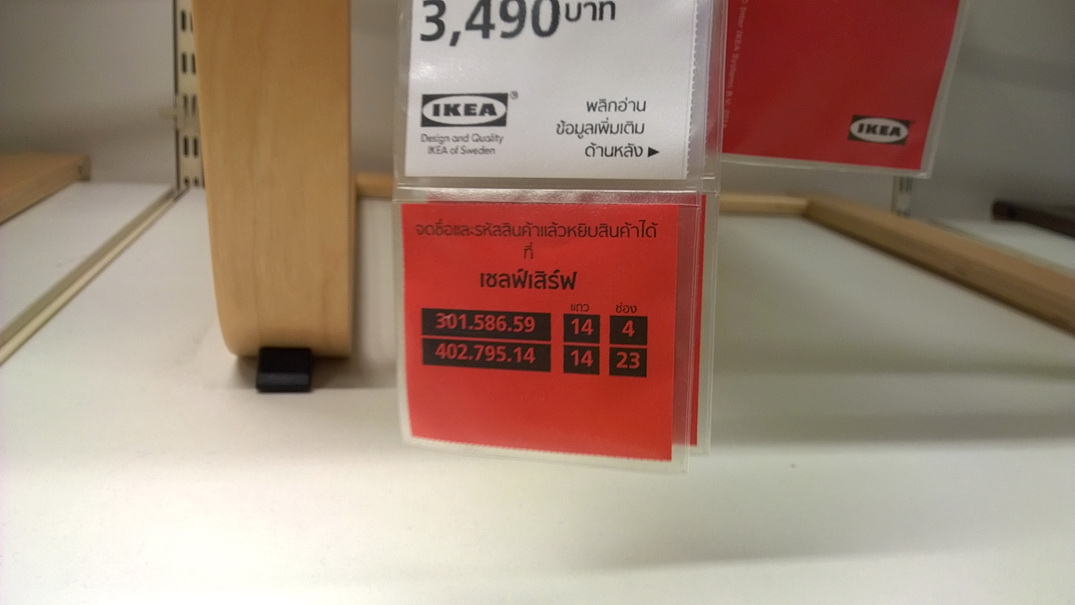 3,490บาท
IKEA®
Design and Quality
IKEA of Sweden
พลิกอ่าน
ข้อมูลเพิ่มเติม
ด้านหลัง ▶
IKEA®
จดชื่อและรหัสสินค้าแล้วหยิบสินค้าได้
ที่
เซลฟ์เสิร์ฟ
แถว ช่อง
301.586.59 14 4
402.795.14 14 23